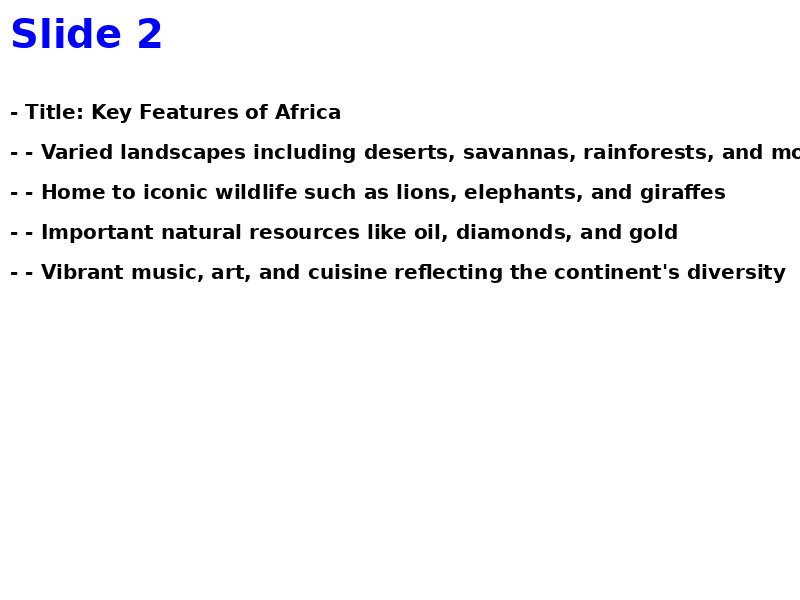 Slide 2
- Title: Key Features of Africa
- - Varied landscapes including deserts, savannas, rainforests, and
- - Home to iconic wildlife such as lions, elephants, and giraffes
- - Important natural resources like oil, diamonds, and gold
- - Vibrant music, art, and cuisine reflecting the continent's diversity